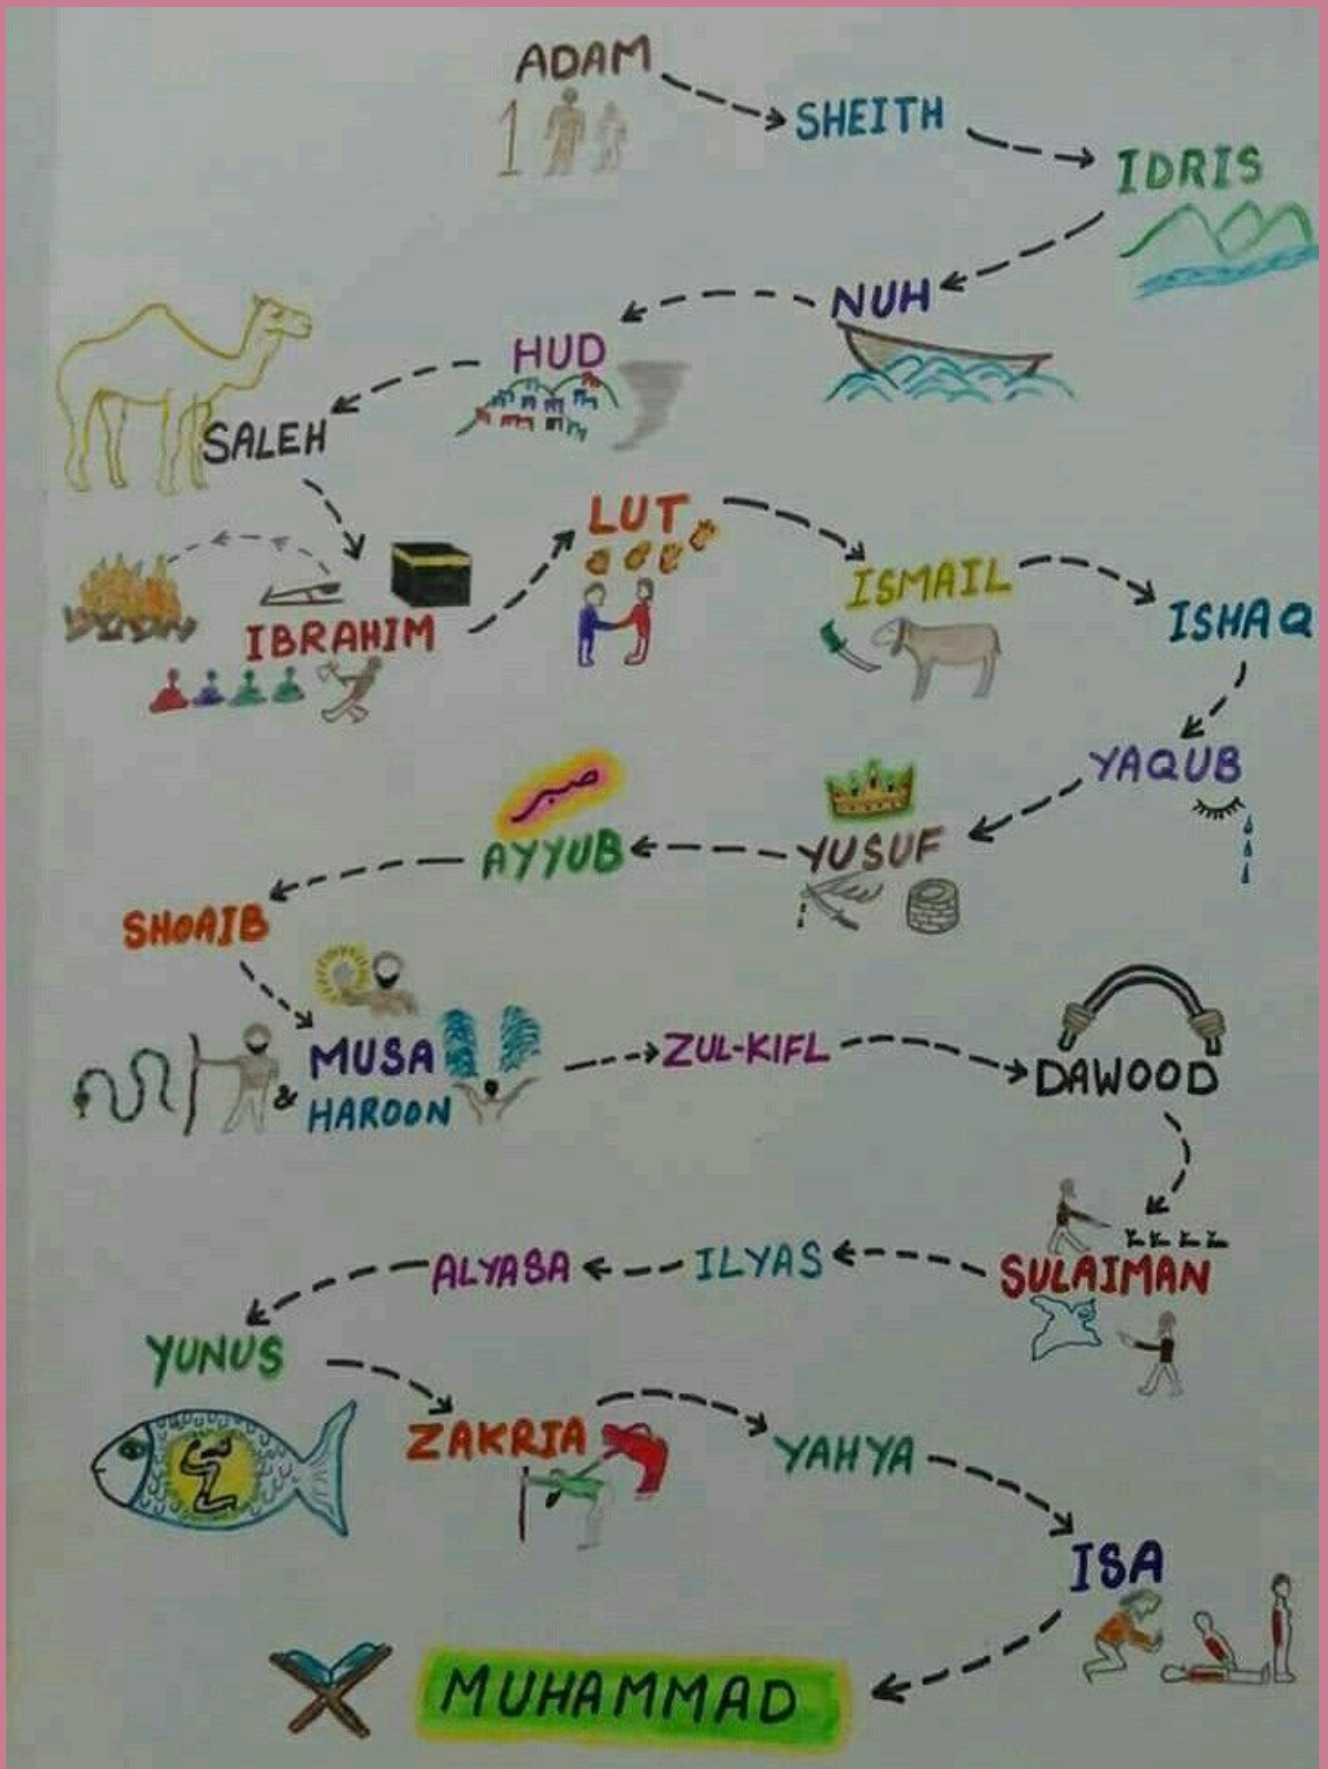 ADAM
1
SHEITH
IDRIS
NUH
HUD
SALEH
IBRAHIM
LUT
ISMAIL
ISHAQ
YAQUB
YUSUF
صبر
AYYUB
SHOAIB
MUSA
& HAROON
ZUL-KIFL
DAWOOD
SULAIMAN
ILYAS
ALYASA
YUNUS
ZAKRIA
YAHYA
ISA
MUHAMMAD